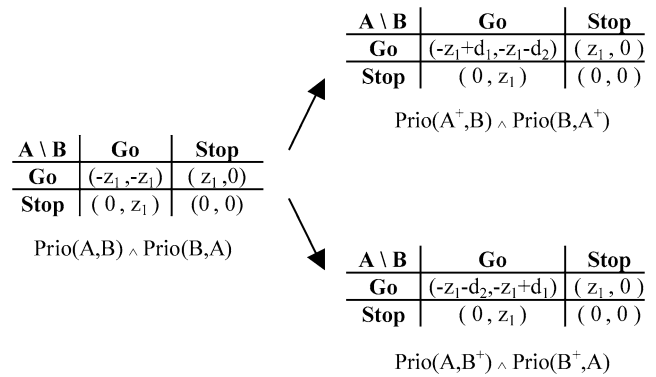 A \ B Go Stop
Go (-z₁+d₁,-z₁-d₂) ( z₁ , 0 )
Stop ( 0 , z₁ ) ( 0 , 0 )
Prio(A⁺,B) ∧ Prio(B,A⁺)
A \ B Go Stop
Go (-z₁,-z₁) ( z₁ ,0)
Stop ( 0 , z₁ ) (0, 0)
Prio(A,B) ∧ Prio(B,A)
A \ B Go Stop
Go (-z₁-d₂,-z₁+d₁) ( z₁ , 0 )
Stop ( 0 , z₁ ) ( 0 , 0 )
Prio(A,B⁺) ∧ Prio(B⁺,A)